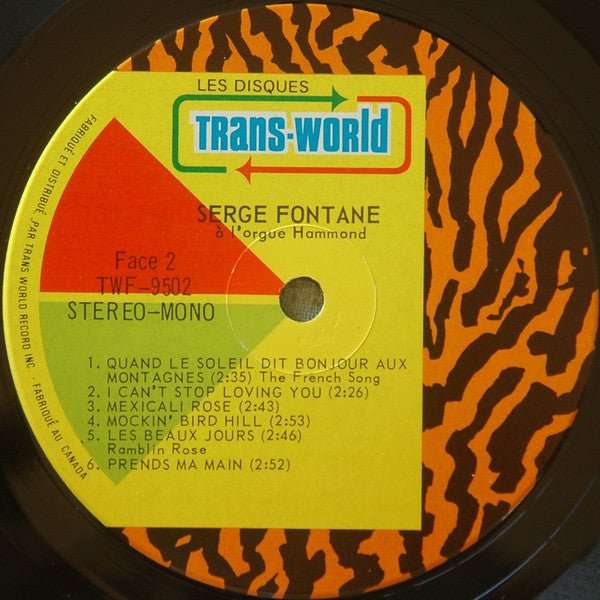 LES DISQUES
TRANS-WORLD
SERGE FONTANE
à l'orgue Hammond
Face 2
TWF-9502
STEREO-MONO
1. QUAND LE SOLEIL DIT BONJOUR AUX
MONTAGNES (2:35) The French Song
2. I CAN'T STOP LOVING YOU (2:26)
3. MEXICALI ROSE (2:43)
4. MOCKIN' BIRD HILL (2:53)
5. LES BEAUX JOURS (2:46)
Ramblin Rose
6. PRENDS MA MAIN (2:52)
FABRIQUÉ ET DISTRIBUÉ PAR TRANS WORLD RECORD INC. · FABRIQUÉ AU CANADA